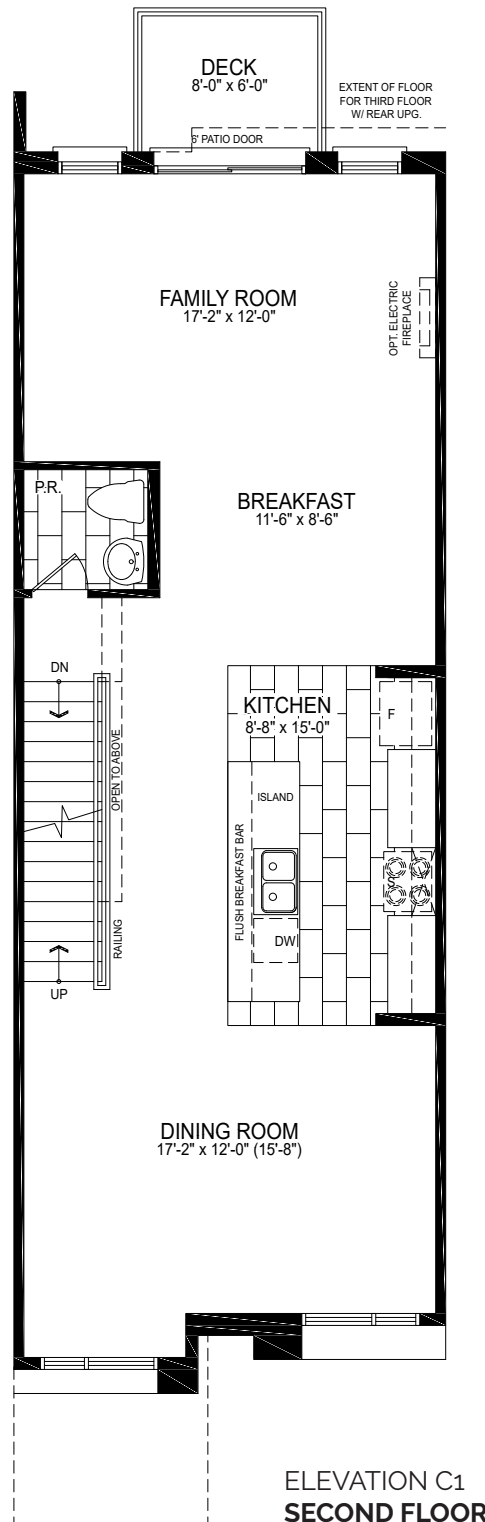 DECK
8'-0" x 6'-0"
EXTENT OF FLOOR
FOR THIRD FLOOR
W/ REAR UPG.
6' PATIO DOOR
FAMILY ROOM
17'-2" x 12'-0"
OPT. ELECTRIC
FIREPLACE
P.R.
BREAKFAST
11'-6" x 8'-6"
DN
KITCHEN
8'-8" x 15'-0"
F
OPEN TO ABOVE
ISLAND
FLUSH BREAKFAST BAR
S
DW
RAILING
UP
DINING ROOM
17'-2" x 12'-0" (15'-8")
ELEVATION C1
SECOND FLOOR